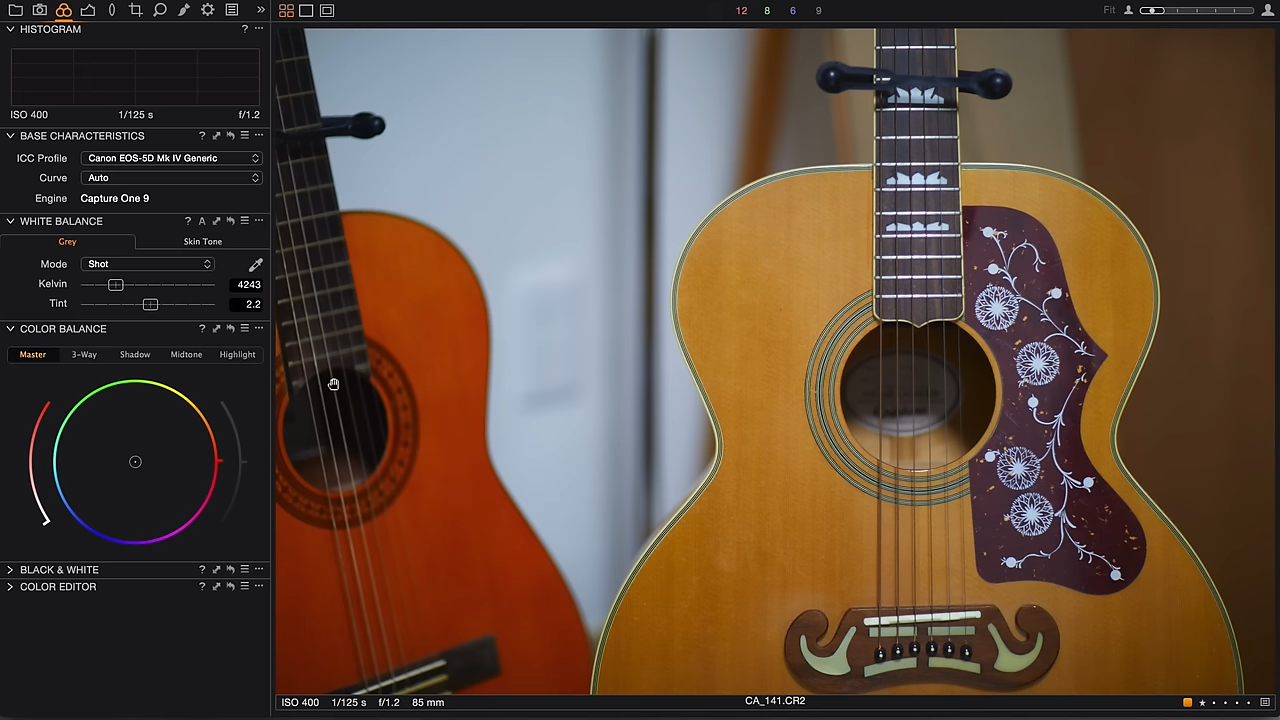 12 8 6 9 Fit
HISTOGRAM ?
ISO 400 1/125 s f/1.2
BASE CHARACTERISTICS ?
ICC Profile Canon EOS-5D Mk IV Generic
Curve Auto
Engine Capture One 9
WHITE BALANCE ? A
Grey Skin Tone
Mode Shot
Kelvin 4243
Tint 2.2
COLOR BALANCE ?
Master 3-Way Shadow Midtone Highlight
BLACK & WHITE ?
COLOR EDITOR ?
ISO 400 1/125 s f/1.2 85 mm CA_141.CR2